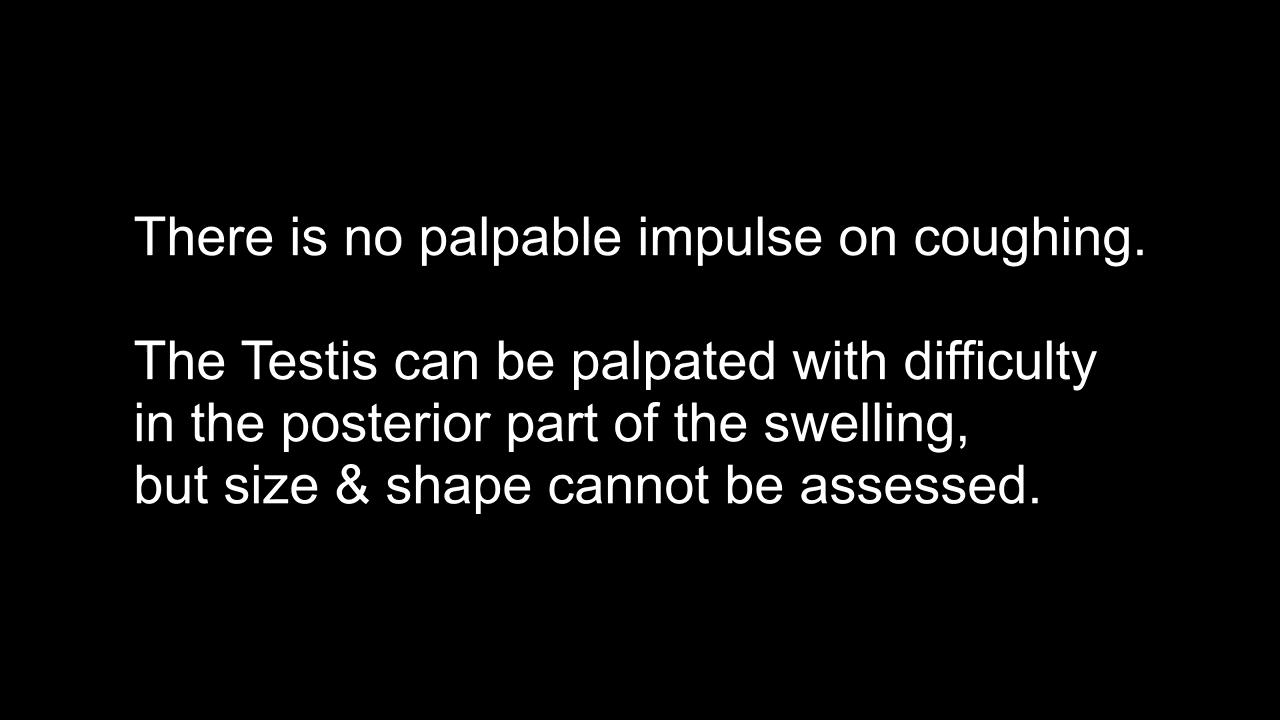 There is no palpable impulse on coughing.
The Testis can be palpated with difficulty
in the posterior part of the swelling,
but size & shape cannot be assessed.